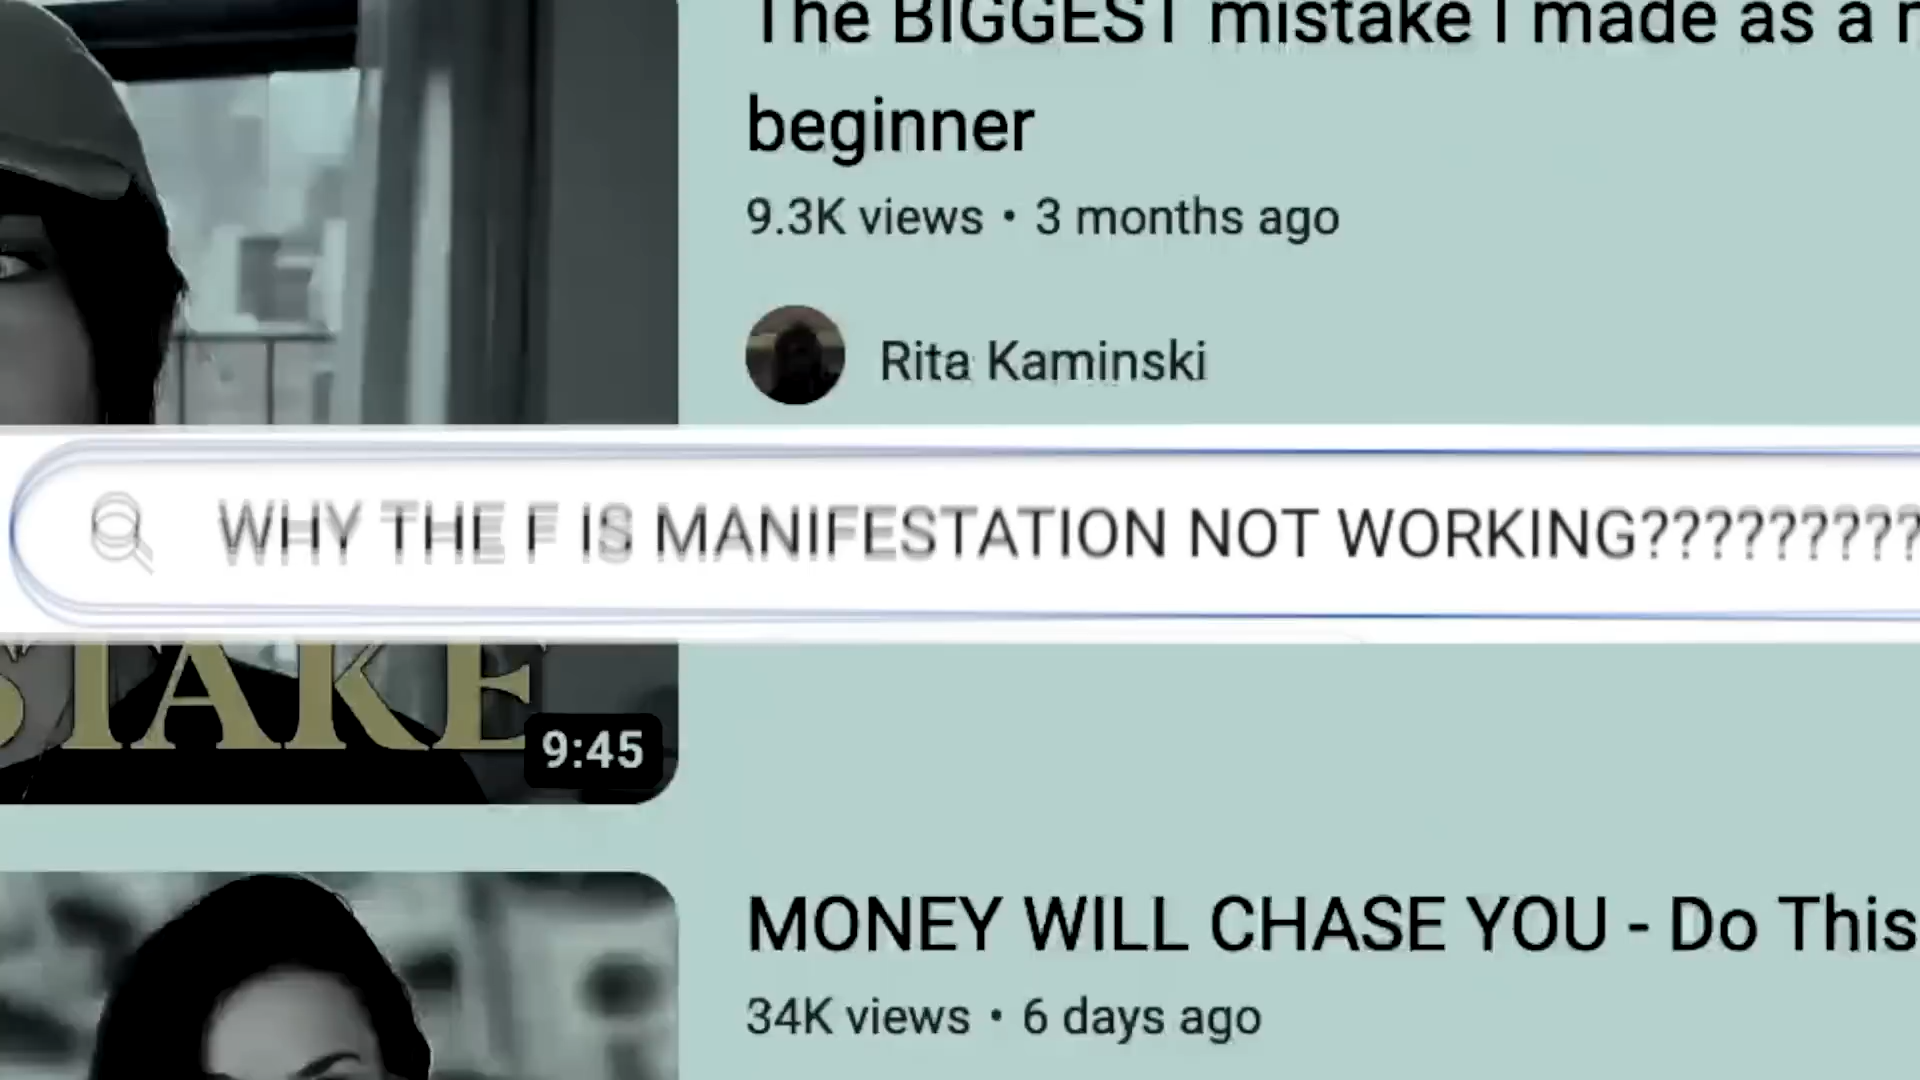 The BIGGEST mistake I made as a
beginner
9.3K views • 3 months ago
Rita Kaminski
WHY THE F IS MANIFESTATION NOT WORKING?????????
STAKE
9:45
MONEY WILL CHASE YOU - Do This
34K views • 6 days ago